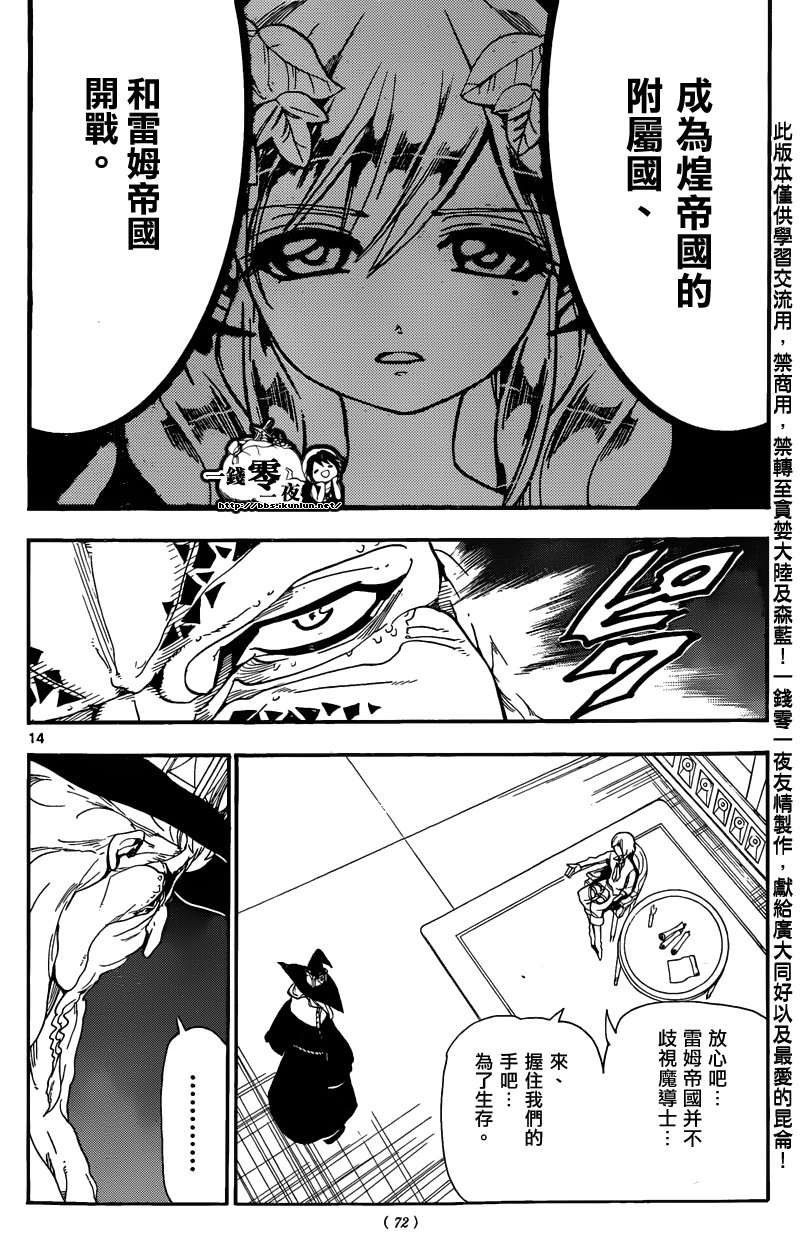 成為煌帝國的
附屬國、
和雷姆帝國
開戰。
一錢零一夜
http://bbs.ikunlun.net/
ピク
14
放心吧…
雷姆帝國并不
歧視魔導士…
來、
握住我們的
手吧…
為了生存。
…………
(72)
此版本僅供學習交流用，禁商用，禁轉至貪婪大陸及森藍！一錢零一夜友情製作，獻給廣大同好以及最愛的昆侖！